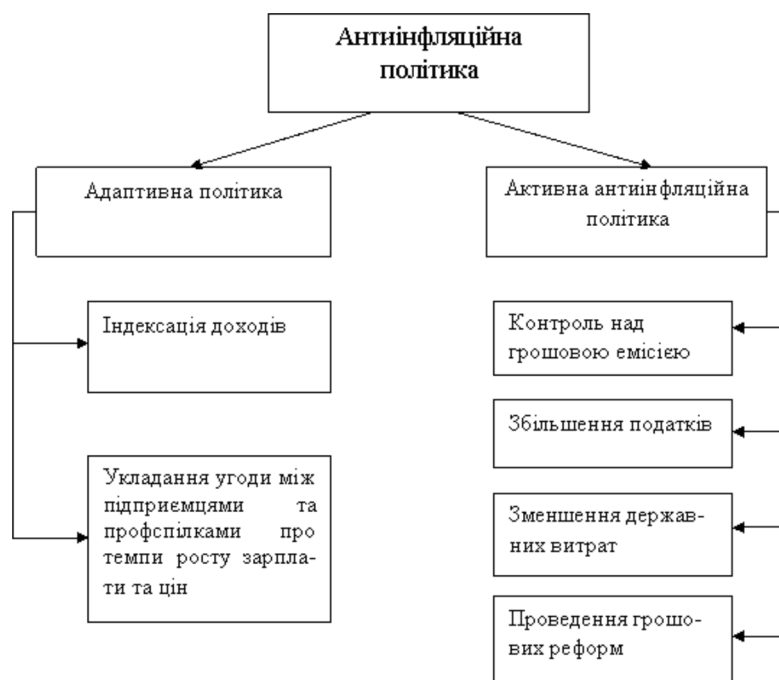 Антиінфляційна
політика
Адаптивна політика
Активна антиінфляційна
політика
Індексація доходів
Укладання угоди між
підприємцями та
профспілками про
темпи росту зарпла-
ти та цін
Контроль над
грошовою емісією
Збільшення податків
Зменшення держав-
них витрат
Проведення грошо-
вих реформ